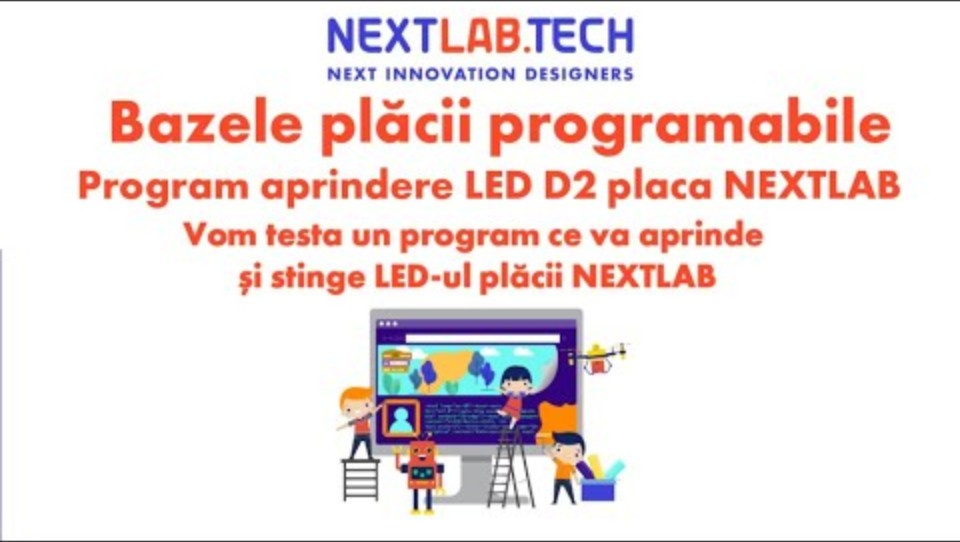 NEXTLAB.TECH
NEXT INNOVATION DESIGNERS
Bazele plăcii programabile
Program aprindere LED D2 placa NEXTLAB
Vom testa un program ce va aprinde
și stinge LED-ul plăcii NEXTLAB